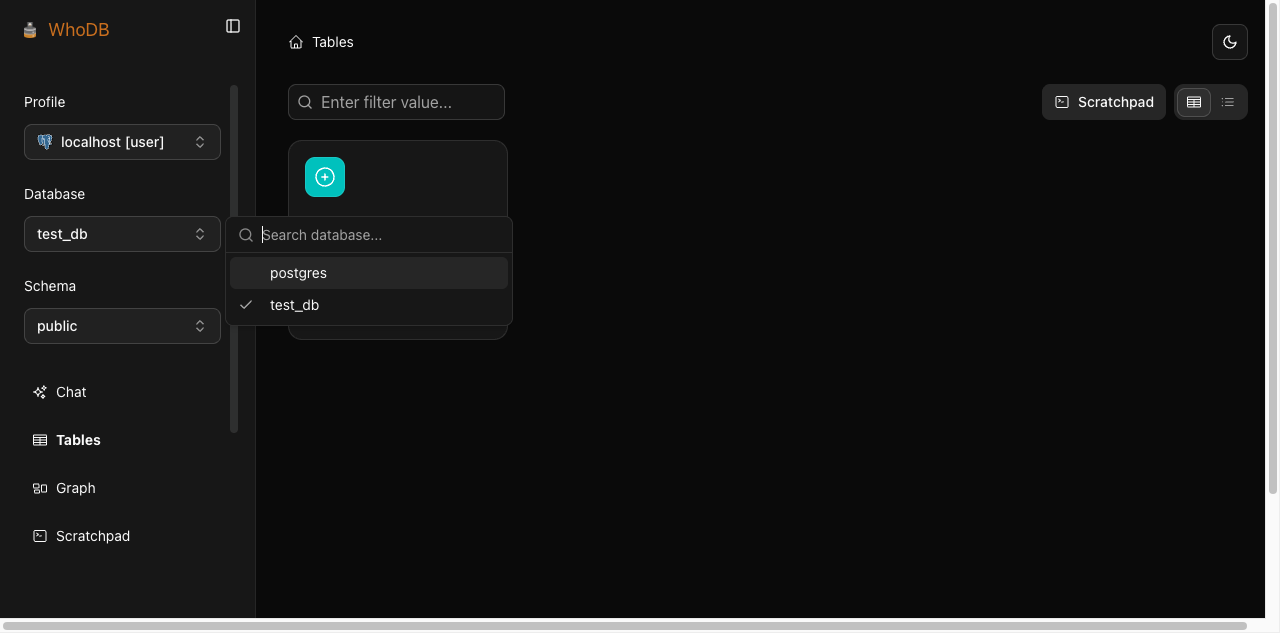 WhoDB
Tables
Profile
localhost [user]
Enter filter value...
Scratchpad
Database
test_db
Search database...
postgres
test_db
Schema
public
Chat
Tables
Graph
Scratchpad